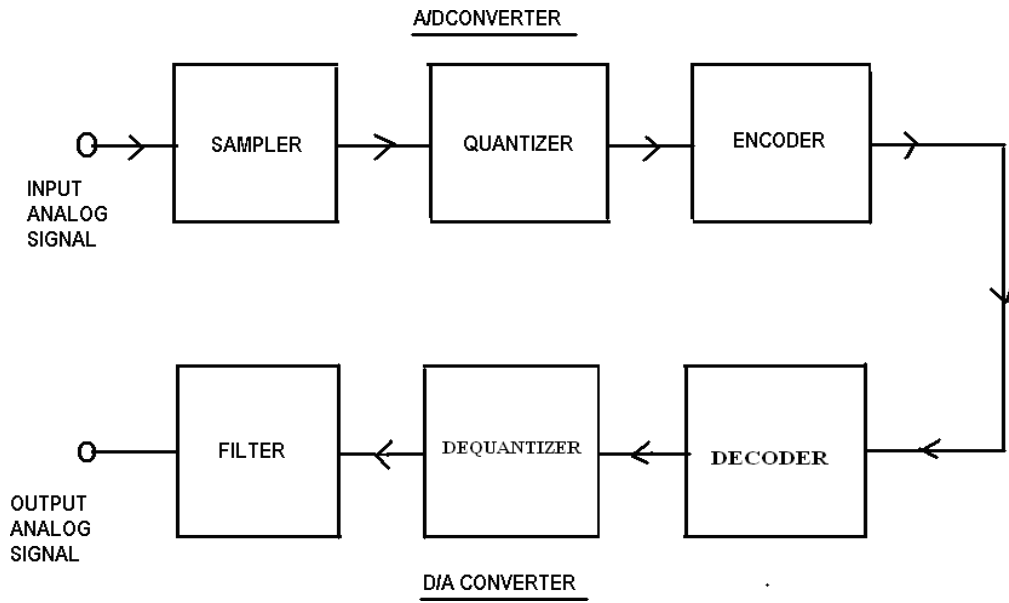 A/DCONVERTER
SAMPLER
QUANTIZER
ENCODER
INPUT
ANALOG
SIGNAL
FILTER
DEQUANTIZER
DECODER
OUTPUT
ANALOG
SIGNAL
D/A CONVERTER